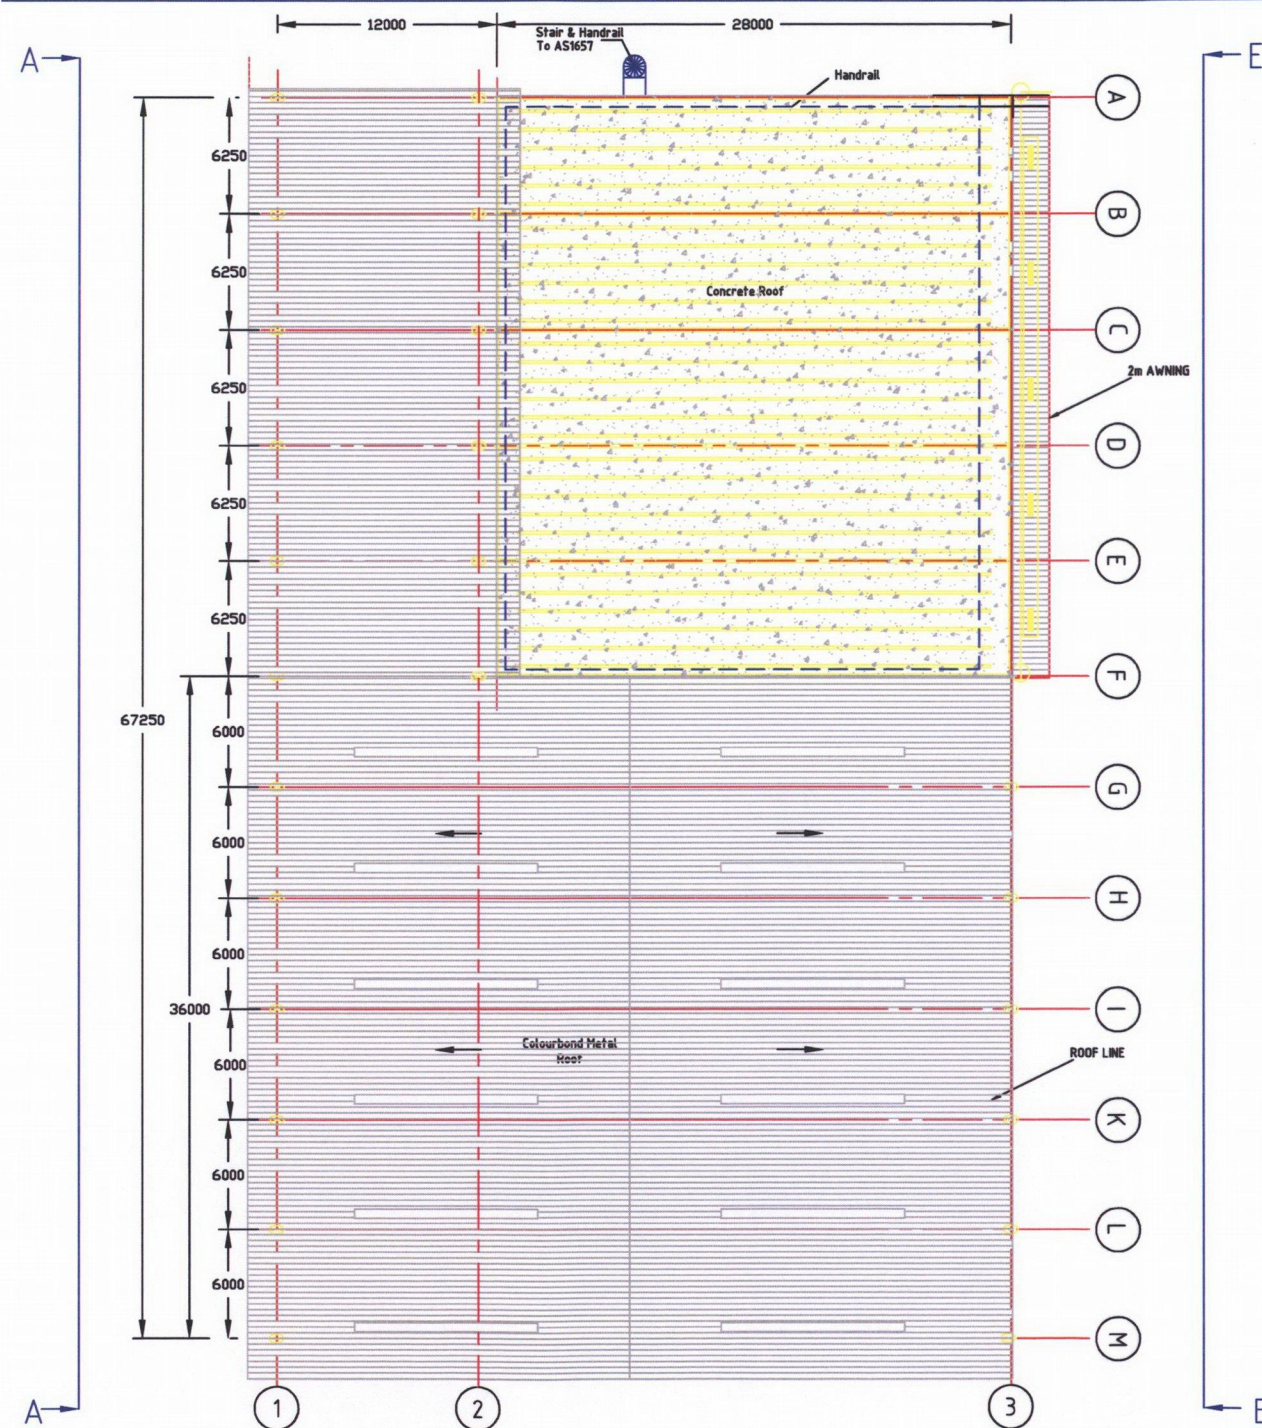 12000
28000
Stair & Handrail
To AS1657
Handrail
A
E
A
6250
B
6250
Concrete Roof
C
6250
2m AWNING
D
6250
E
6250
F
67250
6000
G
6000
H
6000
36000
I
Colourbond Metal
Roof
6000
ROOF LINE
K
6000
L
6000
M
A
1
2
3